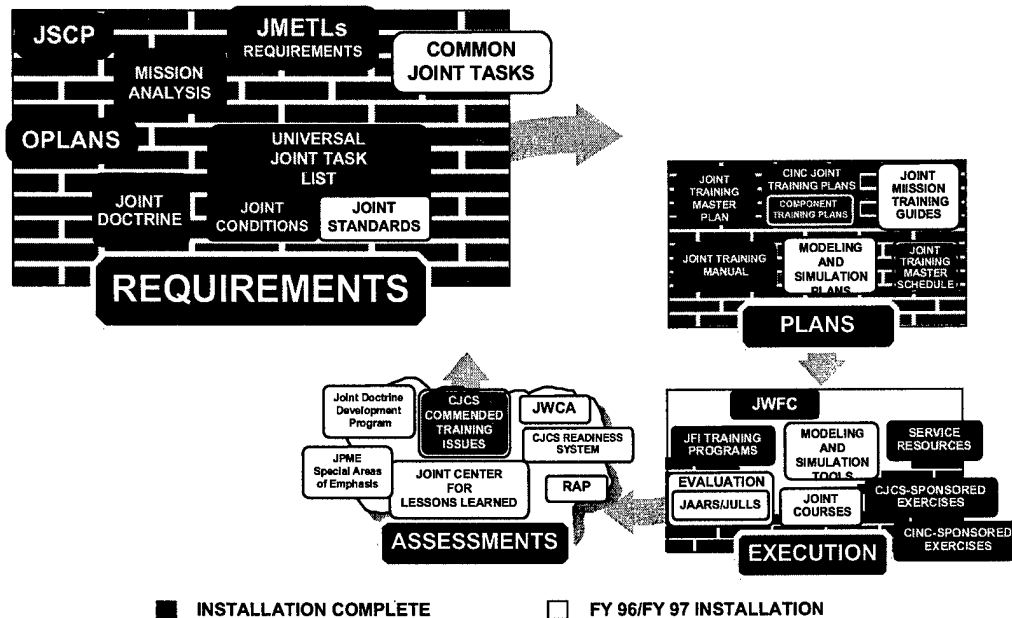 JSCP
JMETLs
REQUIREMENTS
COMMON
JOINT TASKS
MISSION
ANALYSIS
OPLANS
UNIVERSAL
JOINT TASK
LIST
JOINT
DOCTRINE
JOINT
CONDITIONS
JOINT
STANDARDS
REQUIREMENTS
JOINT
TRAINING
MASTER
PLAN
CINC JOINT
TRAINING PLANS
COMPONENT
TRAINING PLANS
JOINT
MIISSION
TRAINING
GUIDES
JOINT TRAINING
MANUAL
MODELING
AND
SIMULATION
PLANS
JOINT
TRAINING
MASTER
SCHEDULE
PLANS
Joint Doctrine
Development
Program
CJCS
COMMENDED
TRAINING
ISSUES
JWCA
CJCS READINESS
SYSTEM
JPME
Special Areas
of Emphasis
JOINT CENTER
FOR
LESSONS LEARNED
RAP
ASSESSMENTS
JWFC
JFI TRAINING
PROGRAMS
MODELING
AND
SIMULATION
TOOLS
SERVICE
RESOURCES
EVALUATION
JAARS/JULLS
JOINT
COURSES
CJCS-SPONSORED
EXERCISES
EXECUTION
CINC-SPONSORED
EXERCISES
INSTALLATION COMPLETE
FY 96/FY 97 INSTALLATION